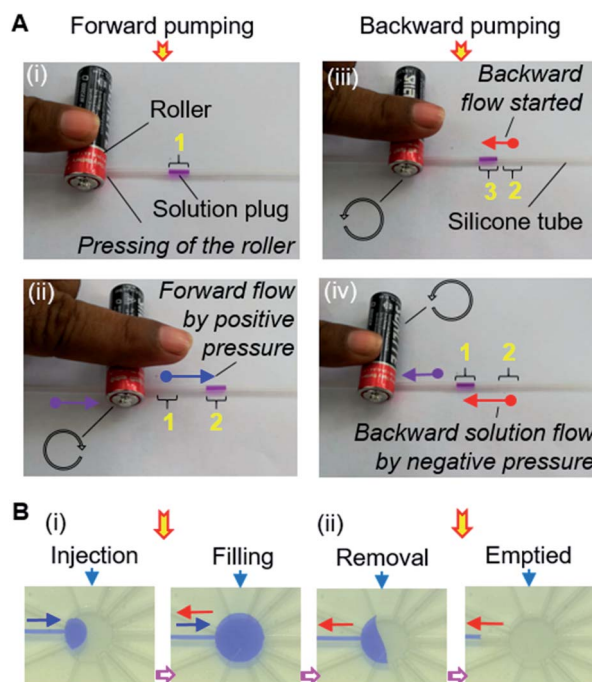 A
Forward pumping
Backward pumping
(i)
Roller
1
Solution plug
Pressing of the roller
(iii)
Backward
flow started
3 2
Silicone tube
(ii)
Forward flow
by positive
pressure
1 2
(iv)
1 2
Backward solution flow
by negative pressure
B
(i)
(ii)
Injection
Filling
Removal
Emptied